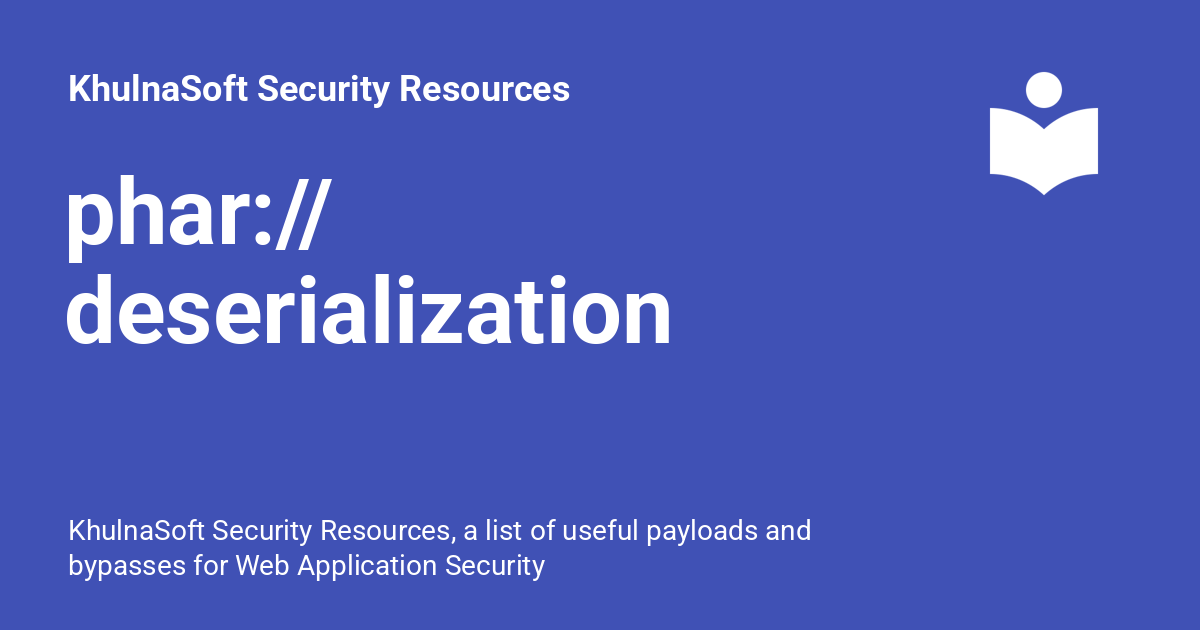 KhulnaSoft Security Resources
phar://
deserialization
KhulnaSoft Security Resources, a list of useful payloads and
bypasses for Web Application Security